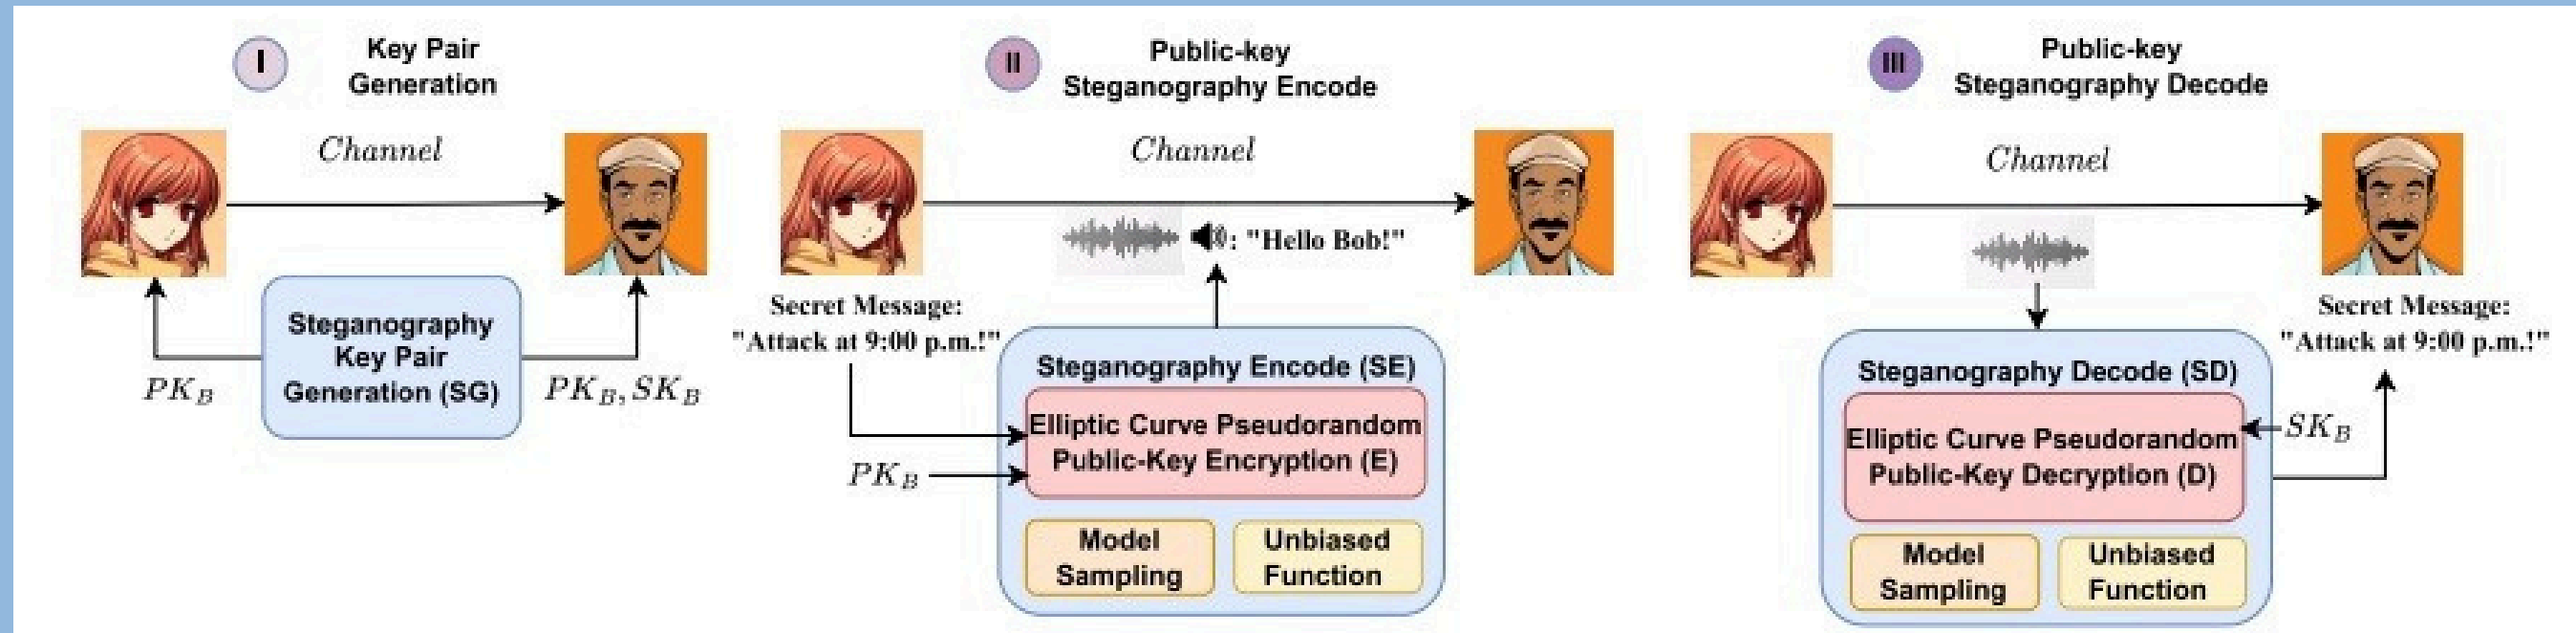 I
Key Pair
Generation
Channel
Steganography
Key Pair
Generation (SG)
PK_B
PK_B, SK_B
II
Public-key
Steganography Encode
Channel
: "Hello Bob!"
Secret Message:
"Attack at 9:00 p.m.!"
Steganography Encode (SE)
Elliptic Curve Pseudorandom
Public-Key Encryption (E)
PK_B
Model
Sampling
Unbiased
Function
III
Public-key
Steganography Decode
Channel
Secret Message:
"Attack at 9:00 p.m.!"
Steganography Decode (SD)
Elliptic Curve Pseudorandom
Public-Key Decryption (D)
SK_B
Model
Sampling
Unbiased
Function